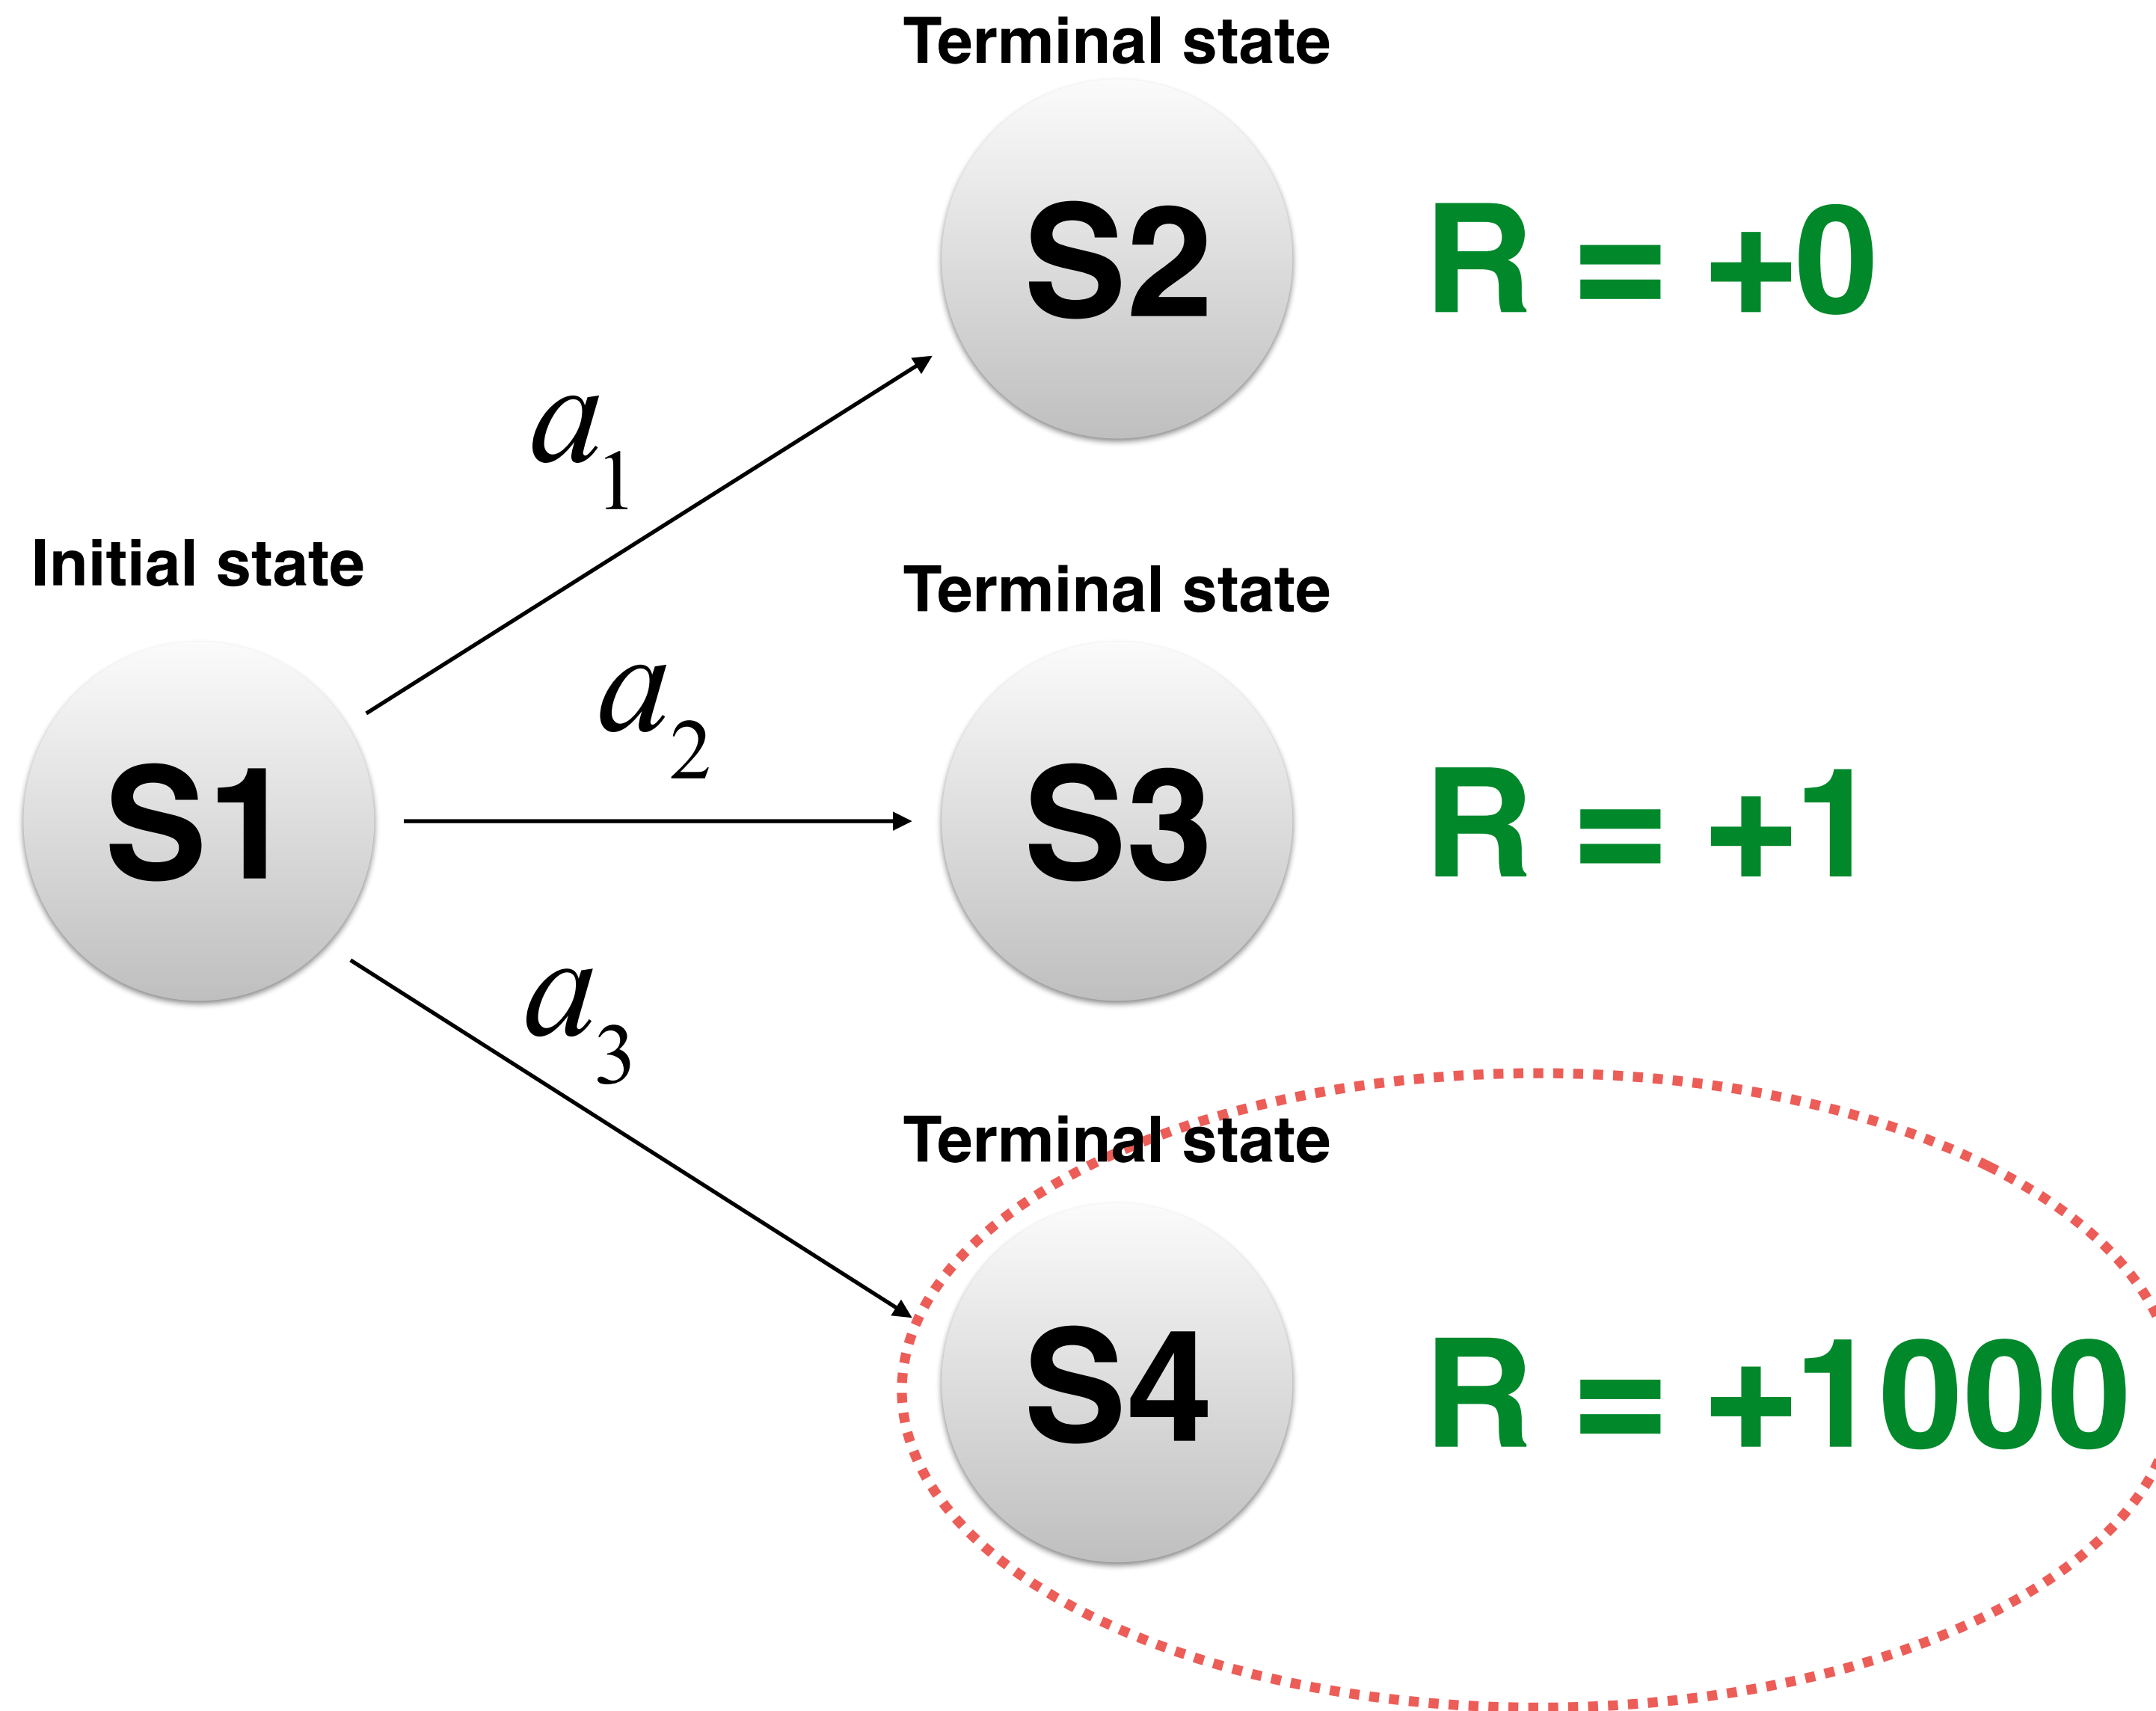 Terminal state
S2 R = +0
a1
Initial state
Terminal state
a2
S1 S3 R = +1
a3
Terminal state
S4 R = +1000